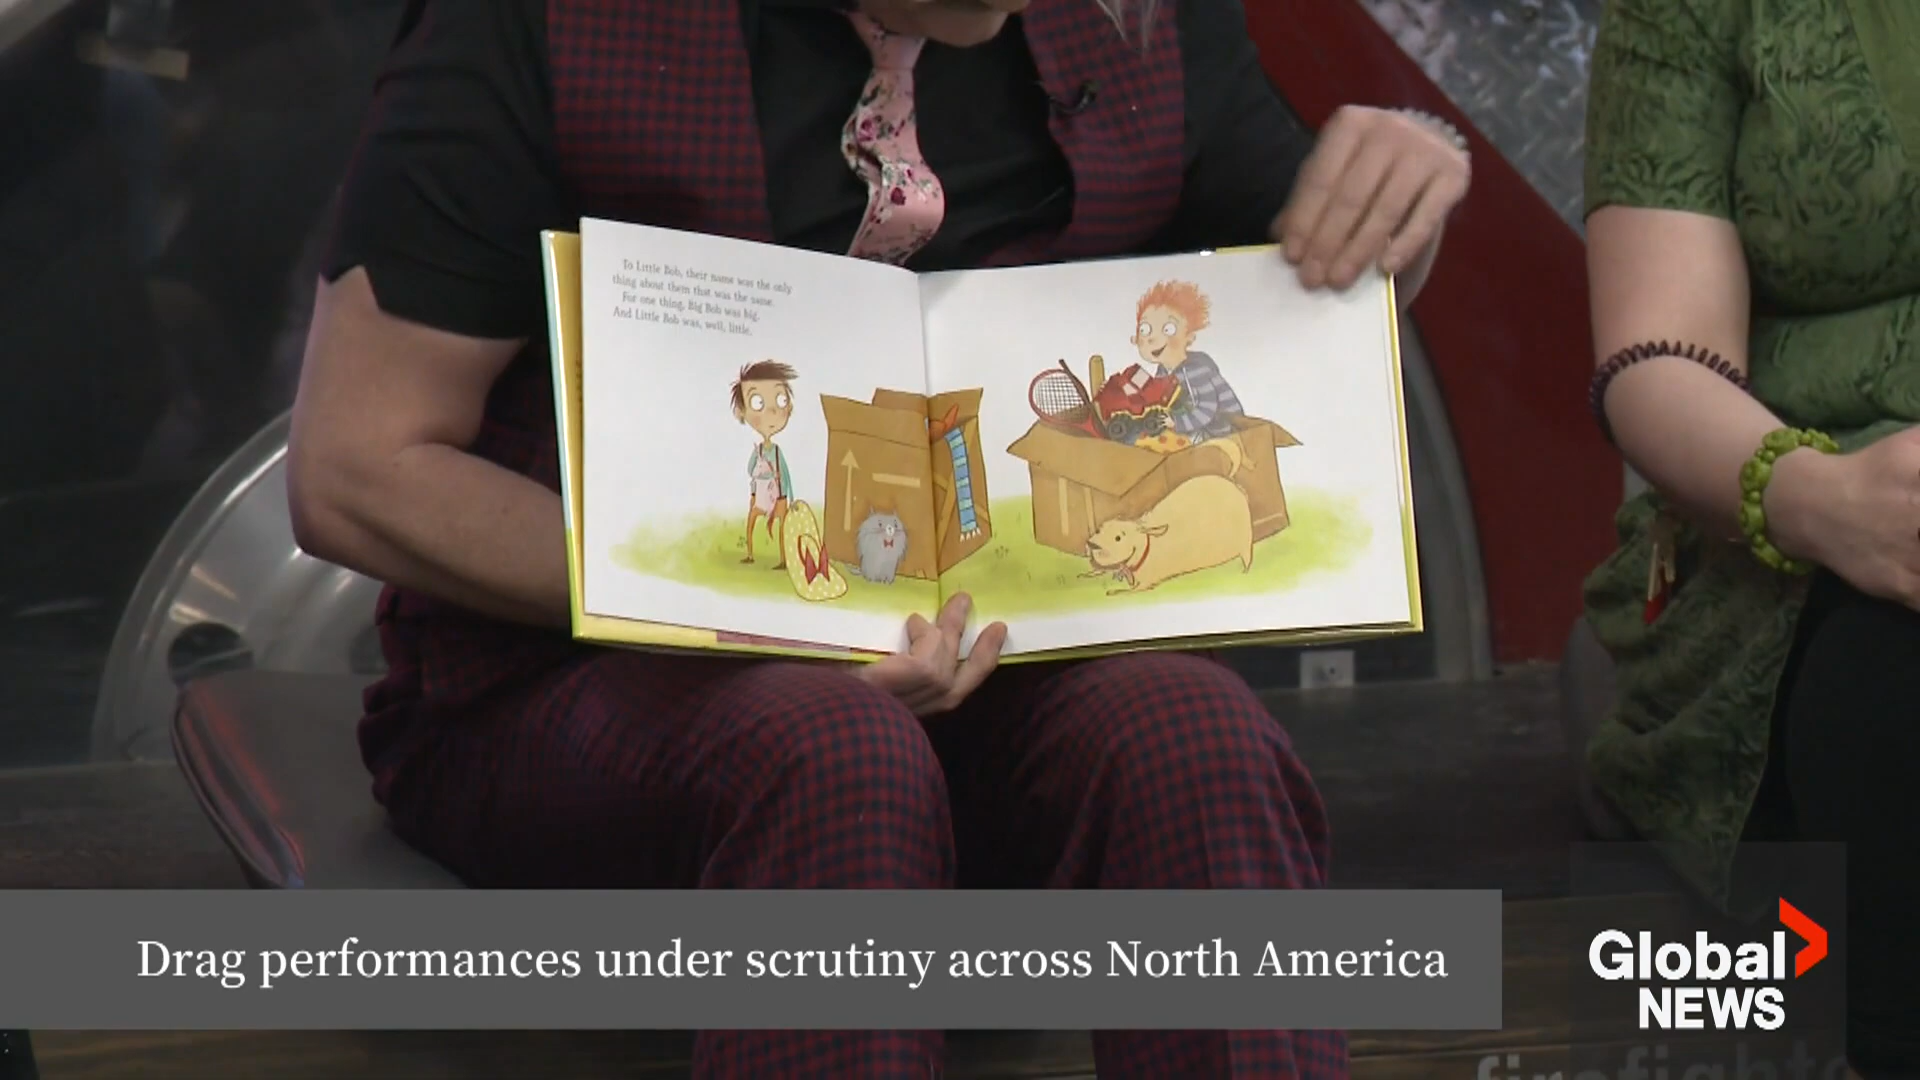 To Little Bob, their name was the only
thing about them that was the same.
For one thing, Big Bob was big.
And Little Bob was, well, little.
Drag performances under scrutiny across North America
Global
NEWS